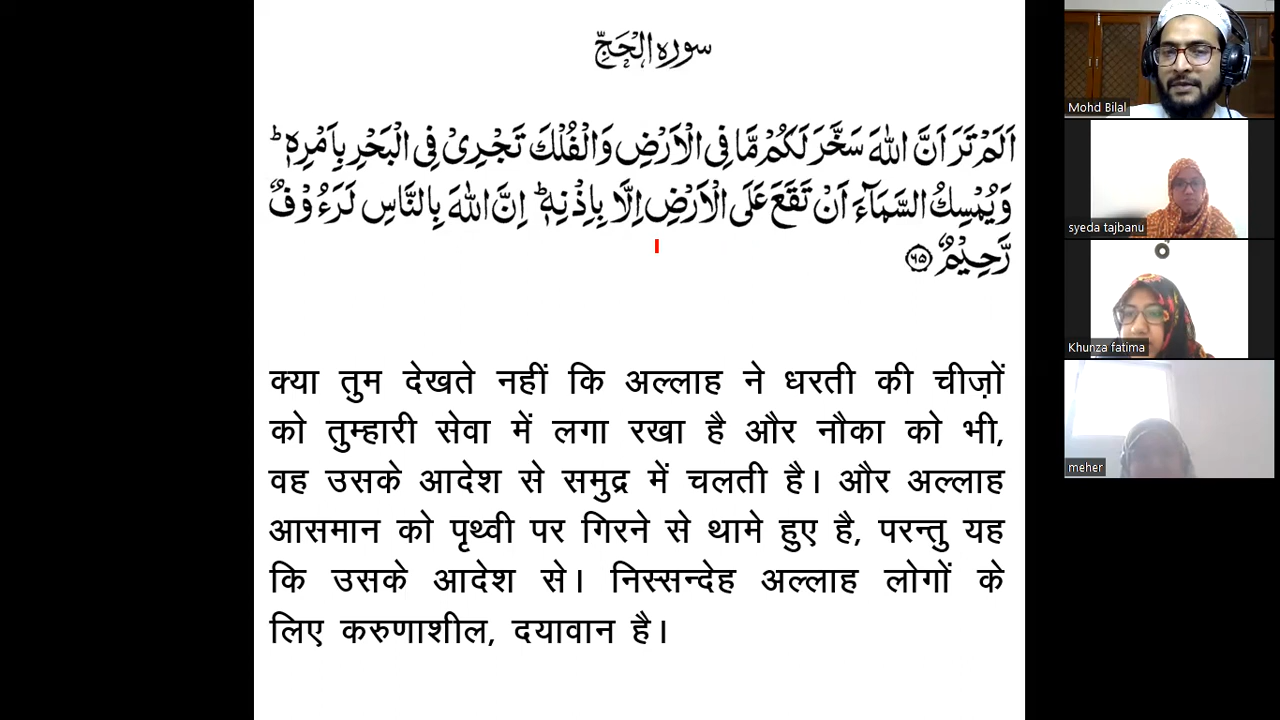 سورہ الْحَجِّ
اَلَمْ تَرَ اَنَّ اللّٰهَ سَخَّرَ لَكُمْ مَّا فِی الْاَرْضِ وَالْفُلْكَ تَجْرِیْ فِی الْبَحْرِ بِاَمْرِهٖ ؕ
وَیُمْسِكُ السَّمَآءَ اَنْ تَقَعَ عَلَی الْاَرْضِ اِلَّا بِاِذْنِهٖ ؕ اِنَّ اللّٰهَ بِالنَّاسِ لَرَءُوْفٌ
رَّحِیْمٌ ﴿۶۵﴾
क्या तुम देखते नहीं कि अल्लाह ने धरती की चीज़ों
को तुम्हारी सेवा में लगा रखा है और नौका को भी,
वह उसके आदेश से समुद्र में चलती है। और अल्लाह
आसमान को पृथ्वी पर गिरने से थामे हुए है, परन्तु यह
कि उसके आदेश से। निस्सन्देह अल्लाह लोगों के
लिए करुणाशील, दयावान है।
Mohd Bilal
syeda tajbanu
Khunza fatima
meher